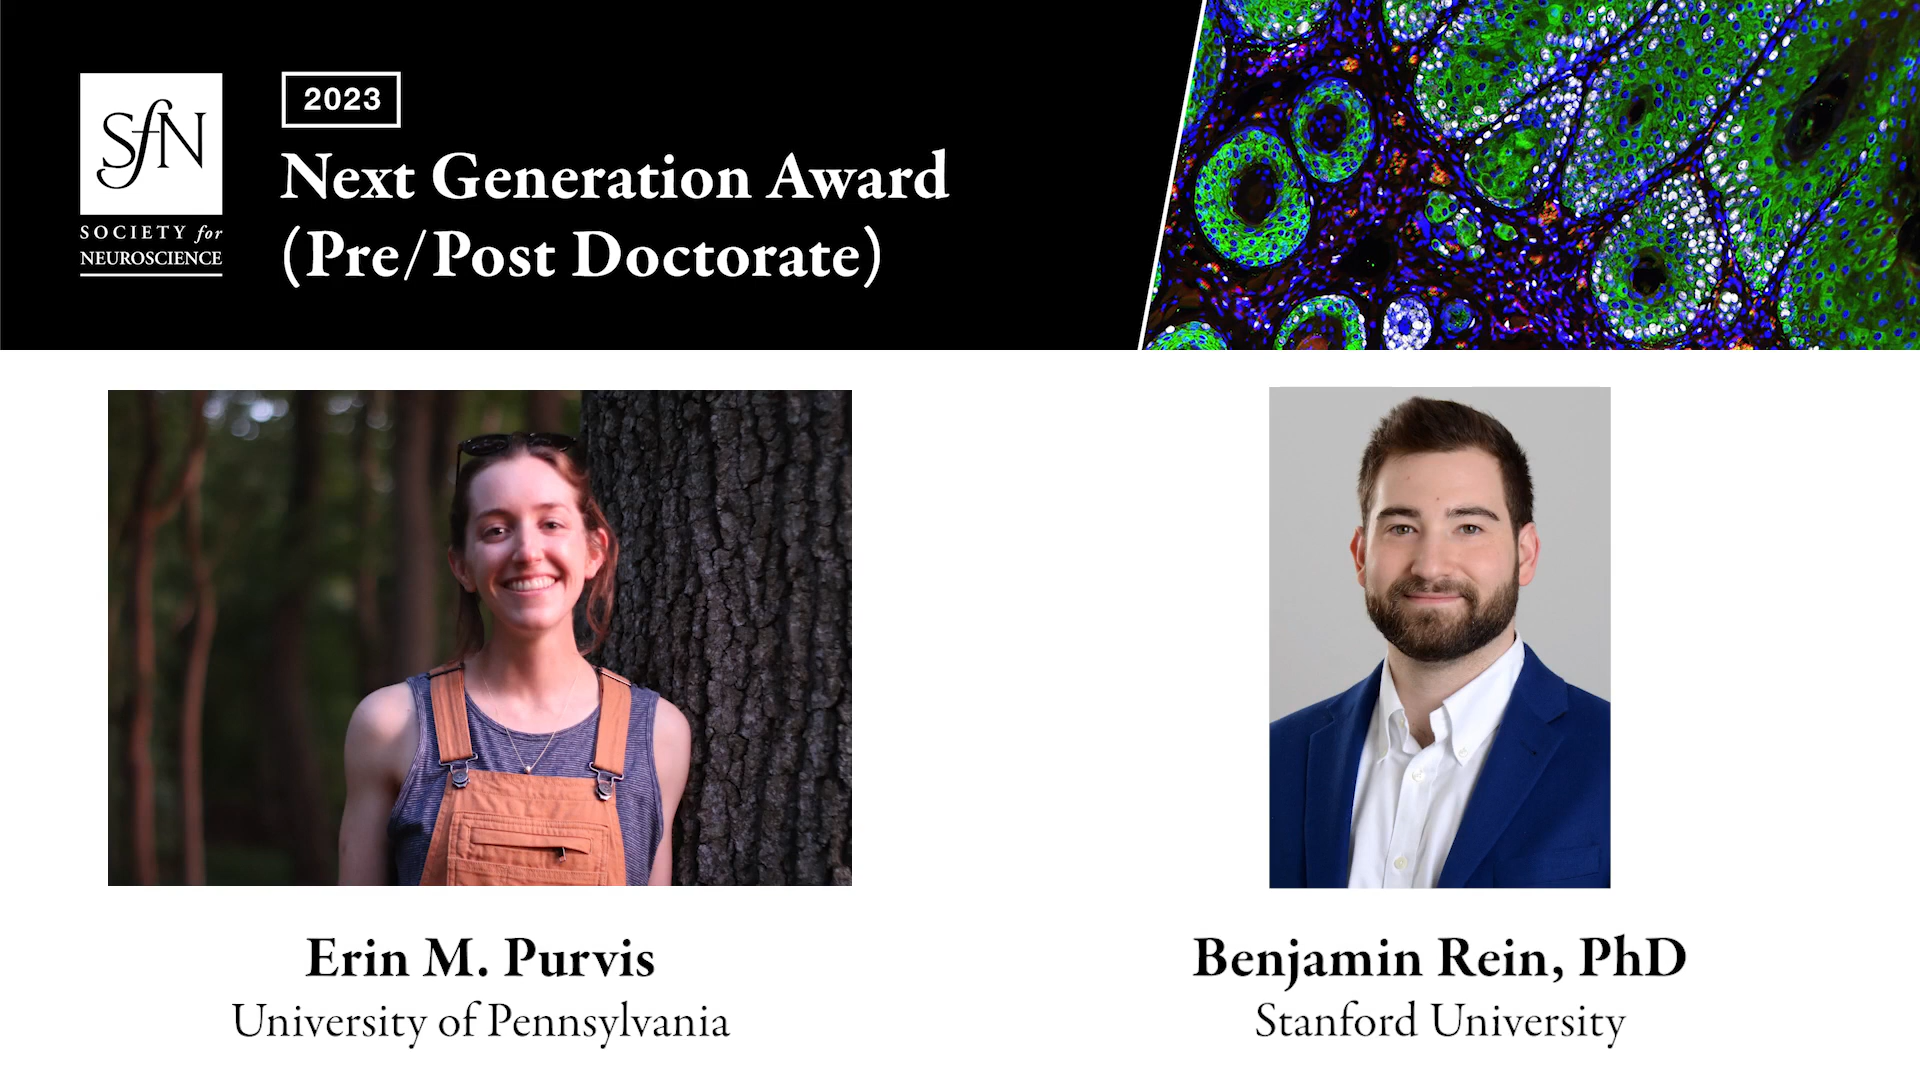 SfN
SOCIETY for
NEUROSCIENCE
2023
Next Generation Award
(Pre/Post Doctorate)
Erin M. Purvis
University of Pennsylvania
Benjamin Rein, PhD
Stanford University